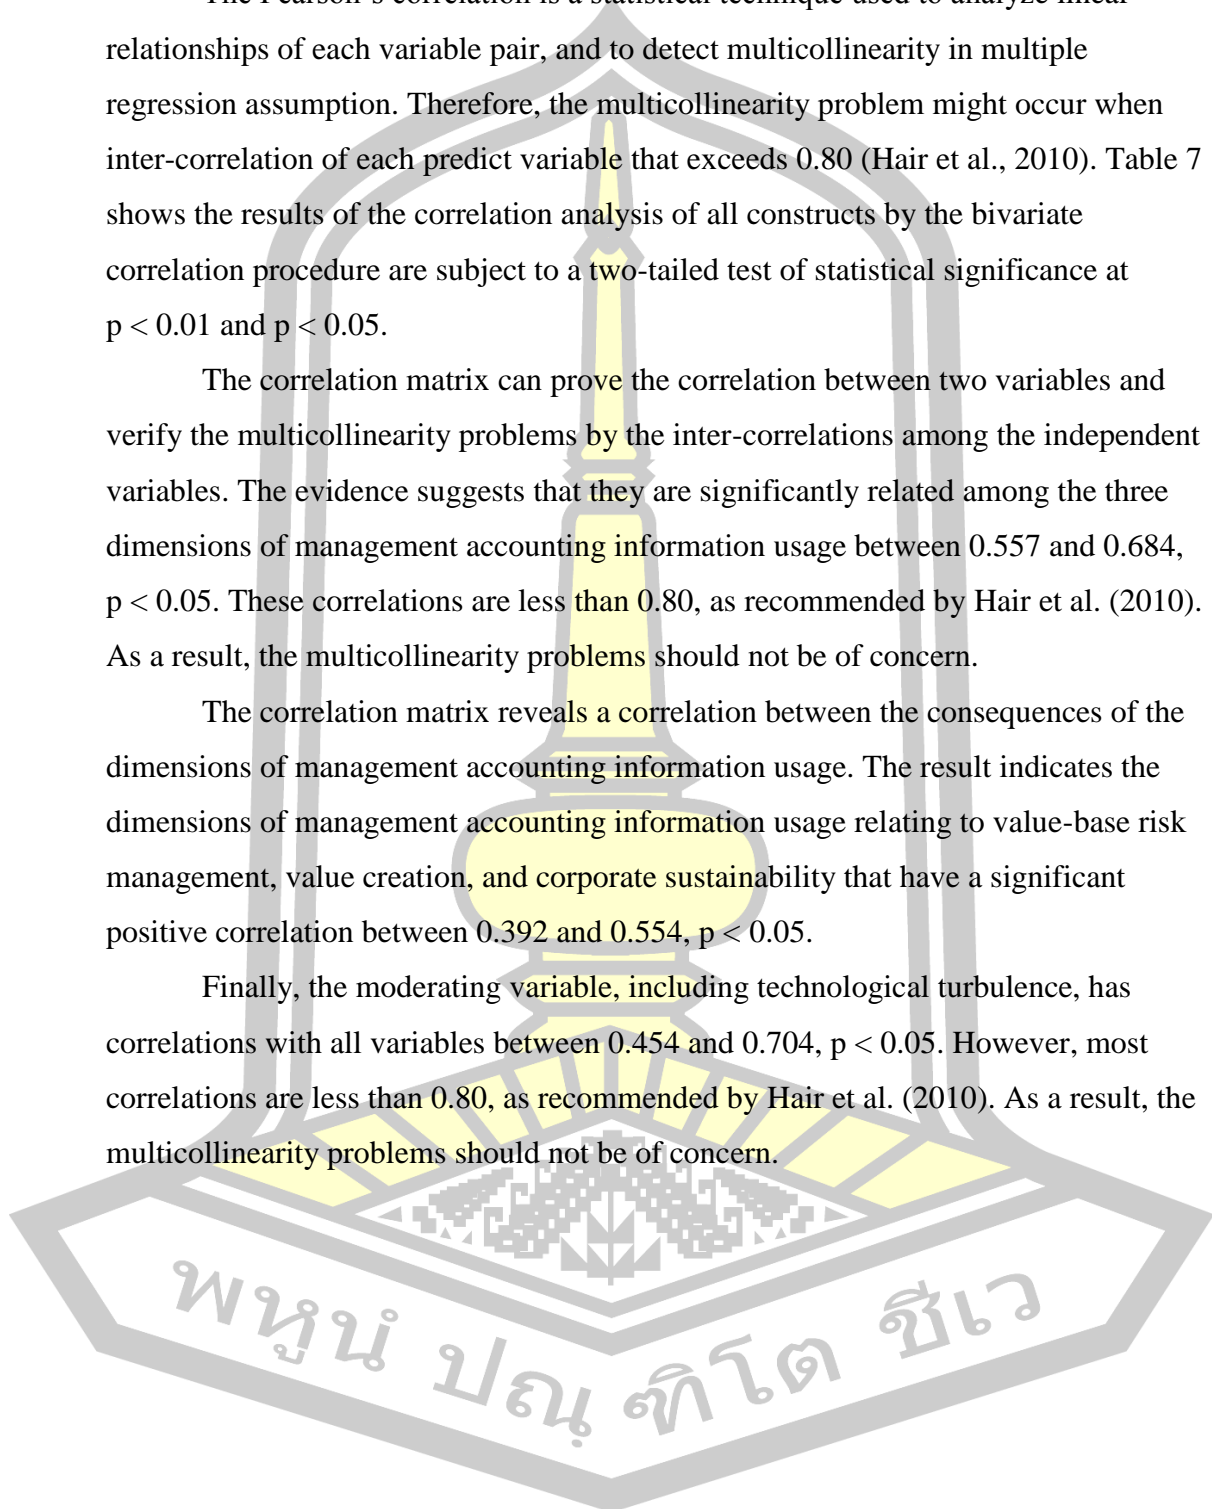 The Pearson's correlation is a statistical technique used to analyze linear
relationships of each variable pair, and to detect multicollinearity in multiple
regression assumption. Therefore, the multicollinearity problem might occur when
inter-correlation of each predict variable that exceeds 0.80 (Hair et al., 2010). Table 7
shows the results of the correlation analysis of all constructs by the bivariate
correlation procedure are subject to a two-tailed test of statistical significance at
p < 0.01 and p < 0.05.
The correlation matrix can prove the correlation between two variables and
verify the multicollinearity problems by the inter-correlations among the independent
variables. The evidence suggests that they are significantly related among the three
dimensions of management accounting information usage between 0.557 and 0.684,
p < 0.05. These correlations are less than 0.80, as recommended by Hair et al. (2010).
As a result, the multicollinearity problems should not be of concern.
The correlation matrix reveals a correlation between the consequences of the
dimensions of management accounting information usage. The result indicates the
dimensions of management accounting information usage relating to value-base risk
management, value creation, and corporate sustainability that have a significant
positive correlation between 0.392 and 0.554, p < 0.05.
Finally, the moderating variable, including technological turbulence, has
correlations with all variables between 0.454 and 0.704, p < 0.05. However, most
correlations are less than 0.80, as recommended by Hair et al. (2010). As a result, the
multicollinearity problems should not be of concern.
พหูนํ ปณฺฑิโต ชีเว